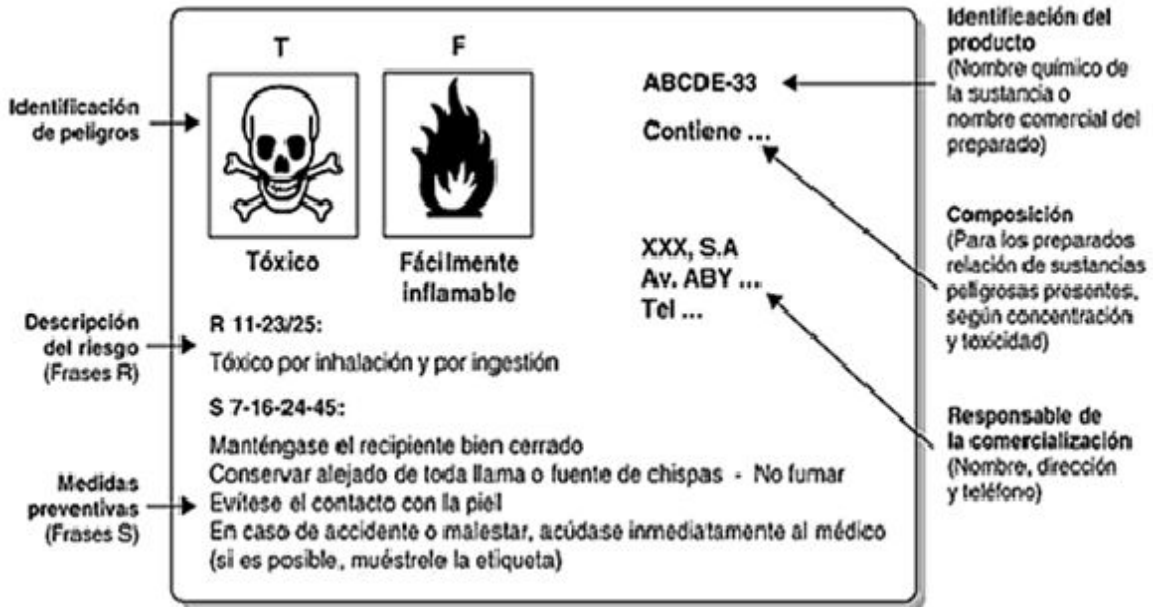 Identificación
de peligros
T
F
Tóxico
Fácilmente
inflamable
ABCDE-33
Contiene ...
XXX, S.A
Av. ABY ...
Tel ...
Descripción
del riesgo
(Frases R)
R 11-23/25:
Tóxico por inhalación y por ingestión
Medidas
preventivas
(Frases S)
S 7-16-24-45:
Manténgase el recipiente bien cerrado
Conservar alejado de toda llama o fuente de chispas - No fumar
Evítese el contacto con la piel
En caso de accidente o malestar, acúdase inmediatamente al médico
(si es posible, muéstrele la etiqueta)
Identificación del
producto
(Nombre químico de
la sustancia o
nombre comercial del
preparado)
Composición
(Para los preparados
relación de sustancias
peligrosas presentes,
según concentración
y toxicidad)
Responsable de
la comercialización
(Nombre, dirección
y teléfono)